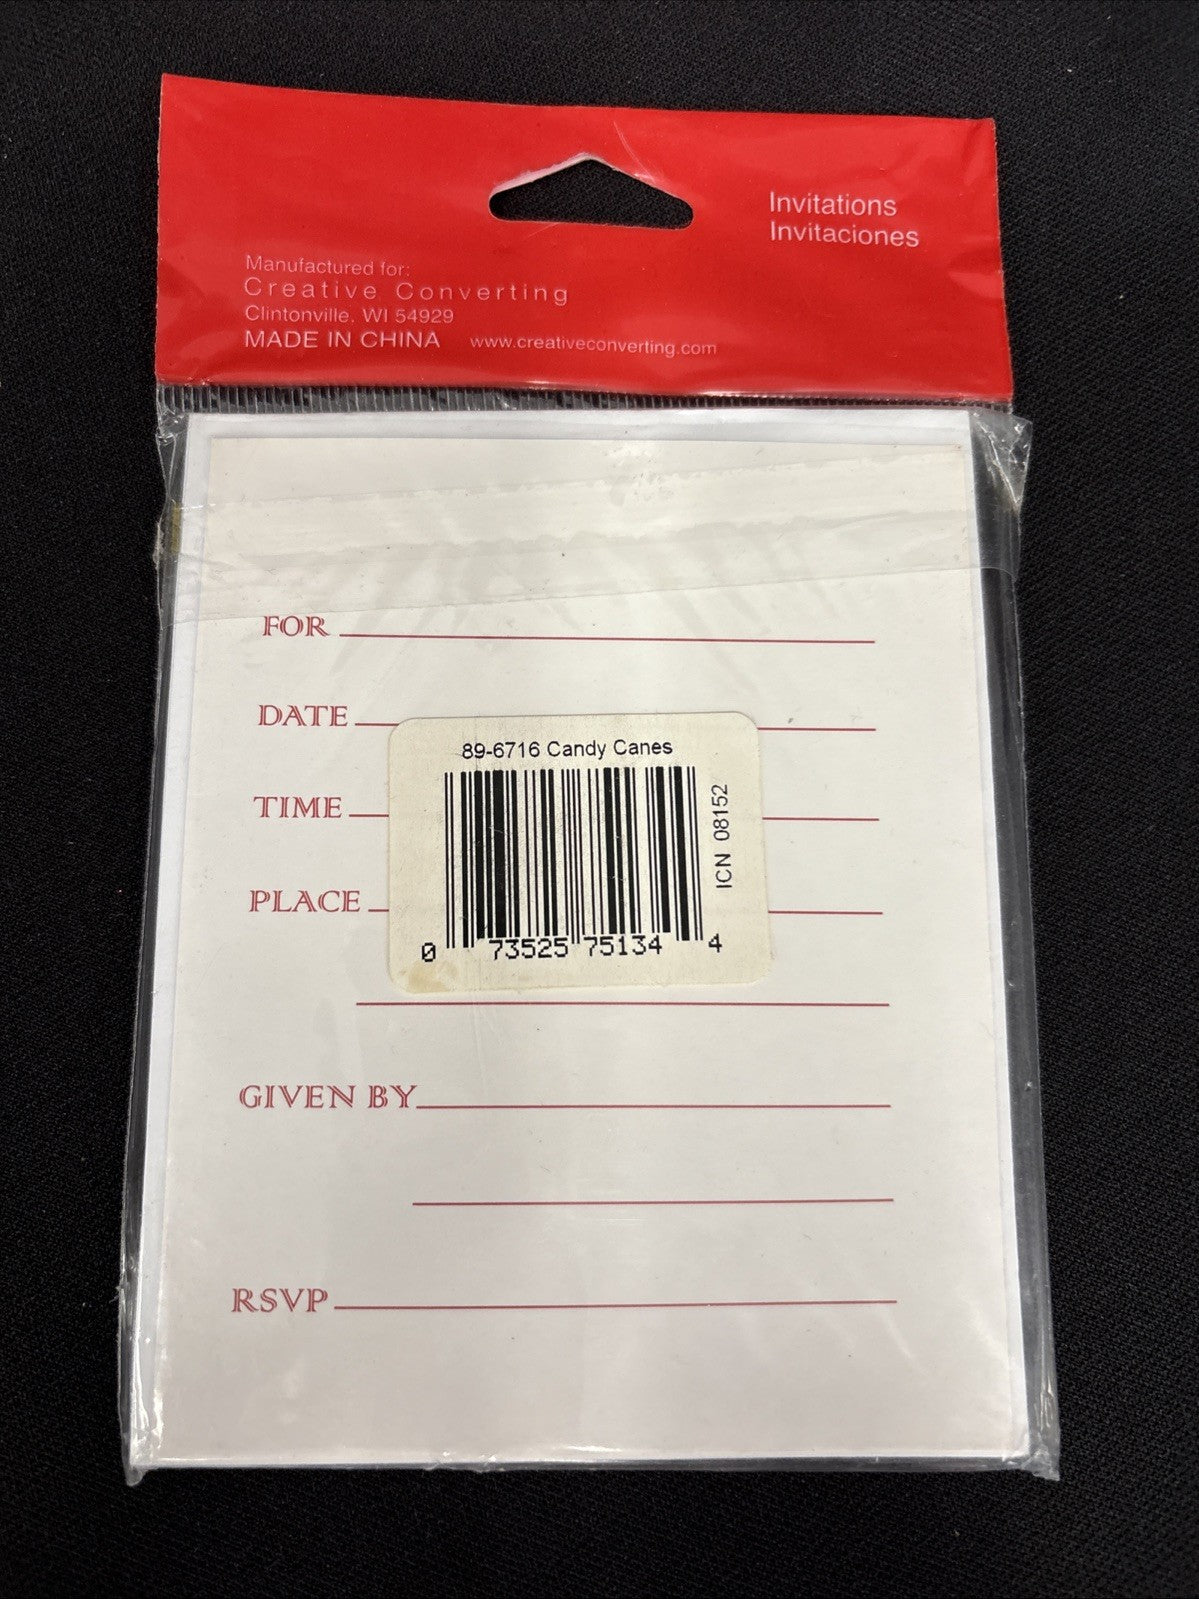 Invitations
Invitaciones
Manufactured for:
Creative Converting
Clintonville, WI 54929
MADE IN CHINA www.creativeconverting.com
FOR
DATE
89-6716 Candy Canes
TIME
ICN 08152
PLACE
0 73525 75134 4
GIVEN BY
RSVP